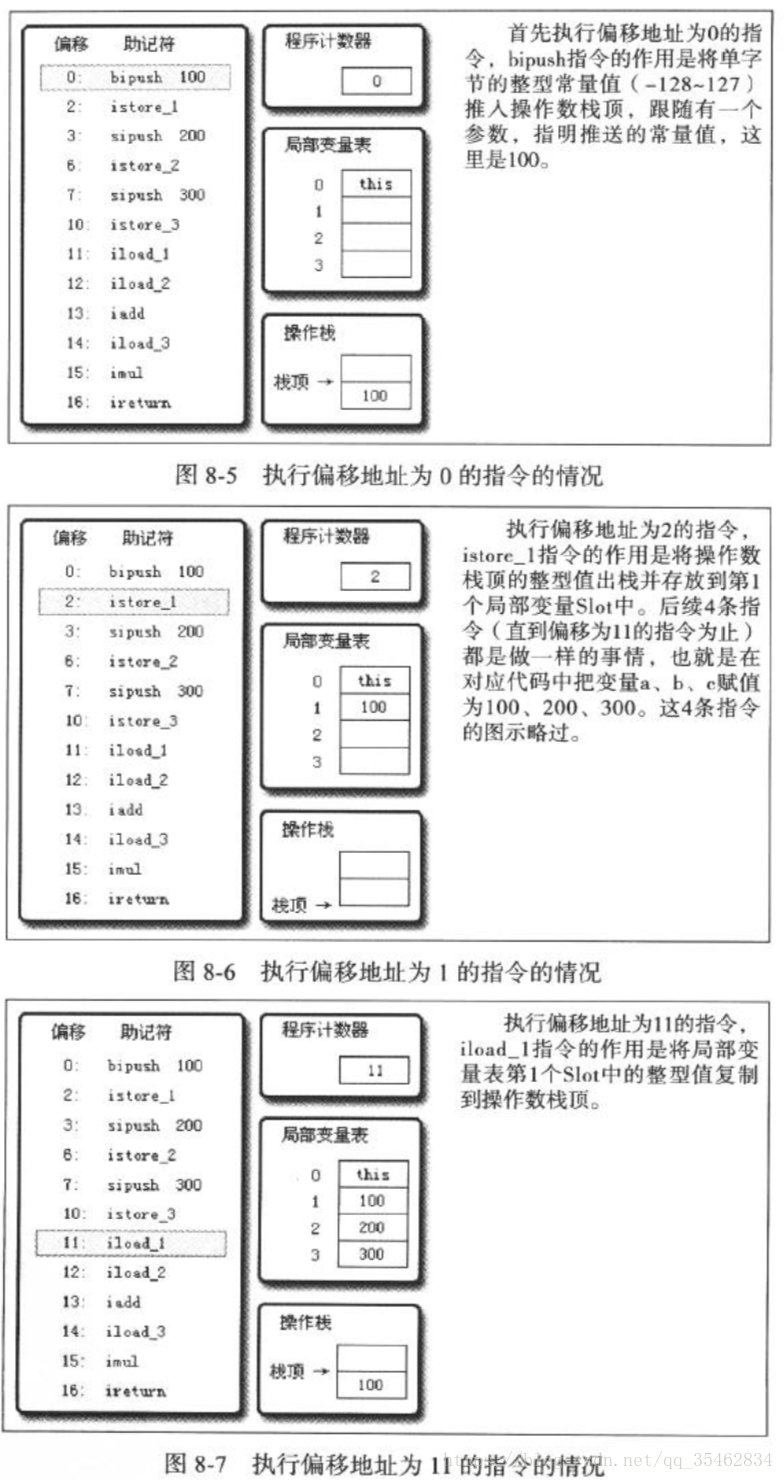 偏移 助记符
0: bipush 100
2: istore_1
3: sipush 200
6: istore_2
7: sipush 300
10: istore_3
11: iload_1
12: iload_2
13: iadd
14: iload_3
15: imul
16: ireturn
程序计数器
0
局部变量表
0 this
1
2
3
操作栈
栈顶 →
100
首先执行偏移地址为0的指
令，bipush指令的作用是将单字
节的整型常量值（-128~127）
推入操作数栈顶，跟随有一个
参数，指明推送的常量值，这
里是100。
图 8-5 执行偏移地址为 0 的指令的情况
偏移 助记符
0: bipush 100
2: istore_1
3: sipush 200
6: istore_2
7: sipush 300
10: istore_3
11: iload_1
12: iload_2
13. iadd
14: iload_3
15: imul
16: ireturn
程序计数器
2
局部变量表
0 this
1 100
2
3
操作栈
栈顶 →
执行偏移地址为2的指令，
istore_1指令的作用是将操作数
栈顶的整型值出栈并存放到第1
个局部变量Slot中。后续4条指
令（直到偏移为11的指令为止）
都是做一样的事情，也就是在
对应代码中把变量a、b、c赋值
为100、200、300。这4条指令
的图示略过。
图 8-6 执行偏移地址为 1 的指令的情况
偏移 助记符
0: bipush 100
2: istore_1
3: sipush 200
6: istore_2
7: sipush 300
10: istore_3
11: iload_1
12: iload_2
13: iadd
14: iload_3
15: imul
16: ireturn
程序计数器
11
局部变量表
0 this
1 100
2 200
3 300
操作栈
栈顶 →
100
执行偏移地址为11的指令，
iload_1指令的作用是将局部变
量表第1个Slot中的整型值复制
到操作数栈顶。
图 8-7 执行偏移地址为 11 的指令的情况
net/qq_35462834